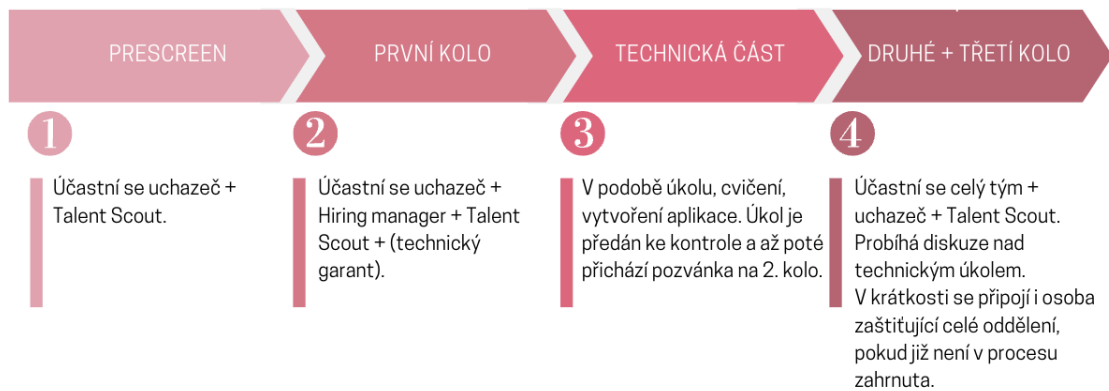 PRESCREEN
PRVNÍ KOLO
TECHNICKÁ ČÁST
DRUHÉ + TŘETÍ KOLO
1
Účastní se uchazeč +
Talent Scout.
2
Účastní se uchazeč +
Hiring manager + Talent
Scout + (technický
garant).
3
V podobě úkolu, cvičení,
vytvoření aplikace. Úkol je
předán ke kontrole a až poté
přichází pozvánka na 2. kolo.
4
Účastní se celý tým +
uchazeč + Talent Scout.
Probíhá diskuze nad
technickým úkolem.
V krátkosti se připojí i osoba
zaštiťující celé oddělení,
pokud již není v procesu
zahrnuta.